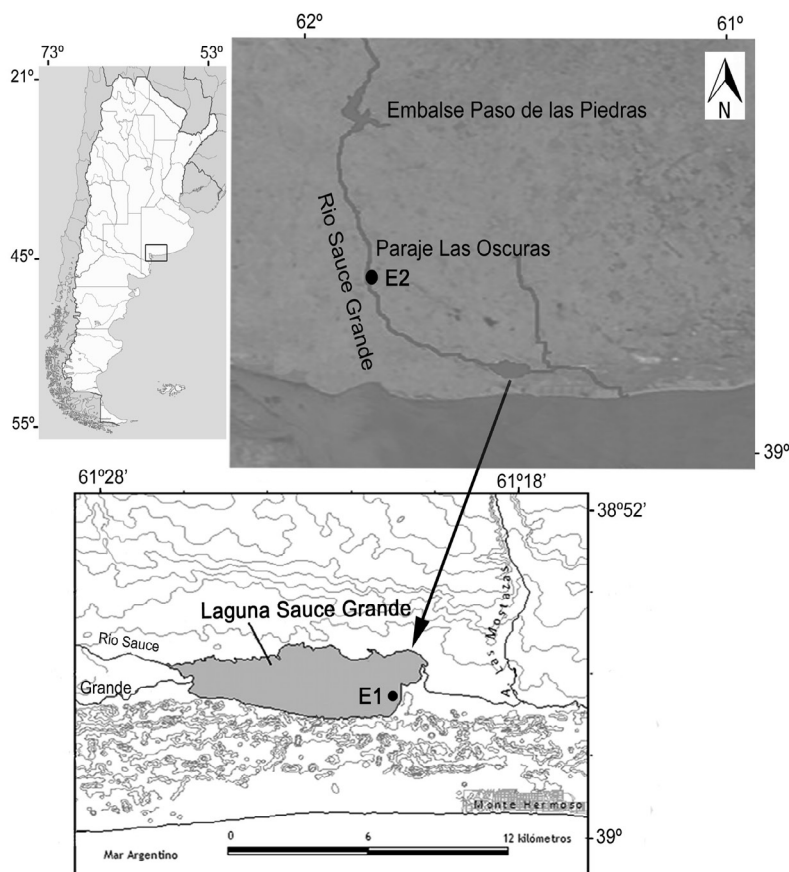 73º
53º
21º
45º
55º
62º
61º
N
Embalse Paso de las Piedras
Rio Sauce Grande
Paraje Las Oscuras
E2
39º
61º28’
61º18’
38º52’
Laguna Sauce Grande
Río Sauce
Grande
E1
A. Las Mostazas
Monte Hermoso
39º
0
6
12 kilómetros
Mar Argentino